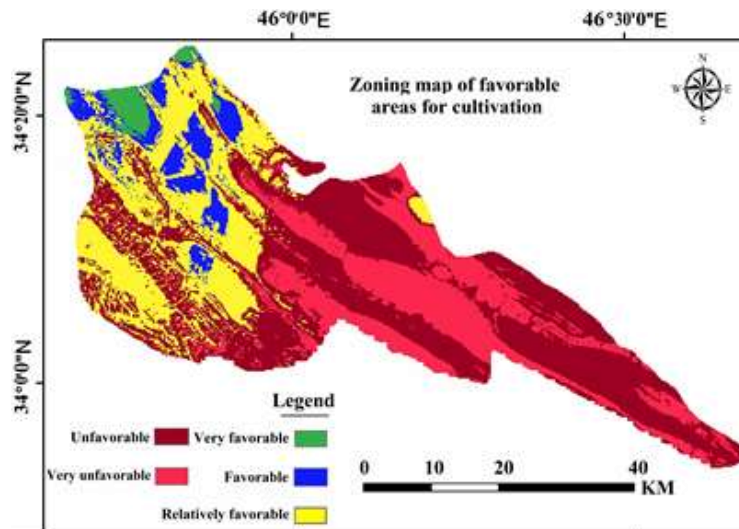 46°0'0"E
46°30'0"E
Zoning map of favorable
areas for cultivation
N
W
E
S
34°20'0"N
34°0'0"N
Legend
Unfavorable
Very favorable
Very unfavorable
Favorable
Relatively favorable
0 10 20 40
KM